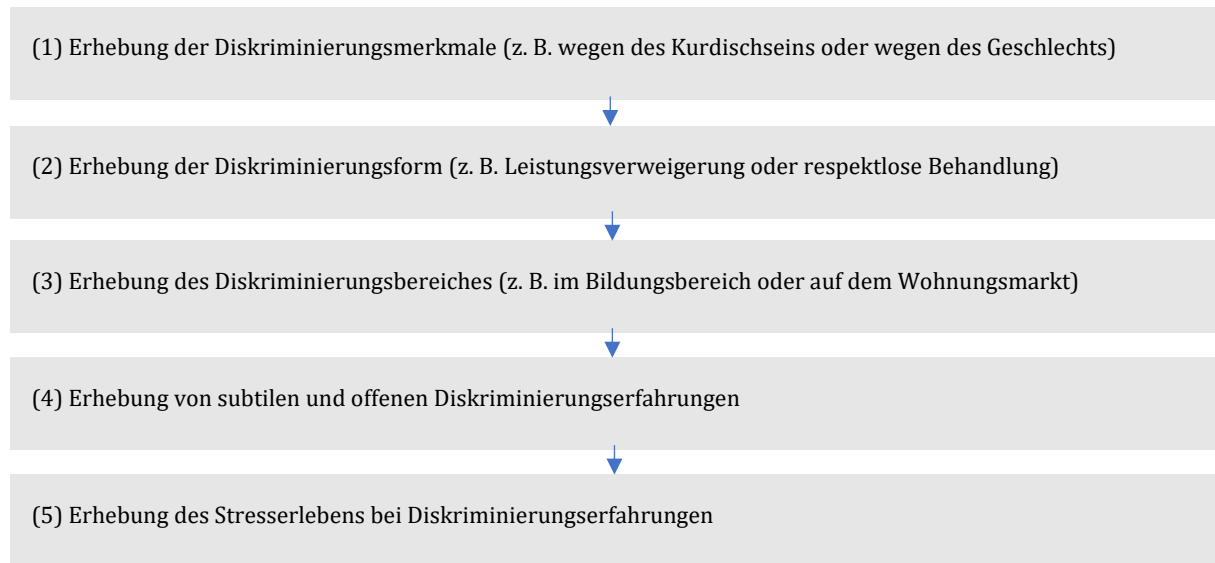 (1) Erhebung der Diskriminierungsmerkmale (z. B. wegen des Kurdischseins oder wegen des Geschlechts)
(2) Erhebung der Diskriminierungsform (z. B. Leistungsverweigerung oder respektlose Behandlung)
(3) Erhebung des Diskriminierungsbereiches (z. B. im Bildungsbereich oder auf dem Wohnungsmarkt)
(4) Erhebung von subtilen und offenen Diskriminierungserfahrungen
(5) Erhebung des Stresserlebens bei Diskriminierungserfahrungen